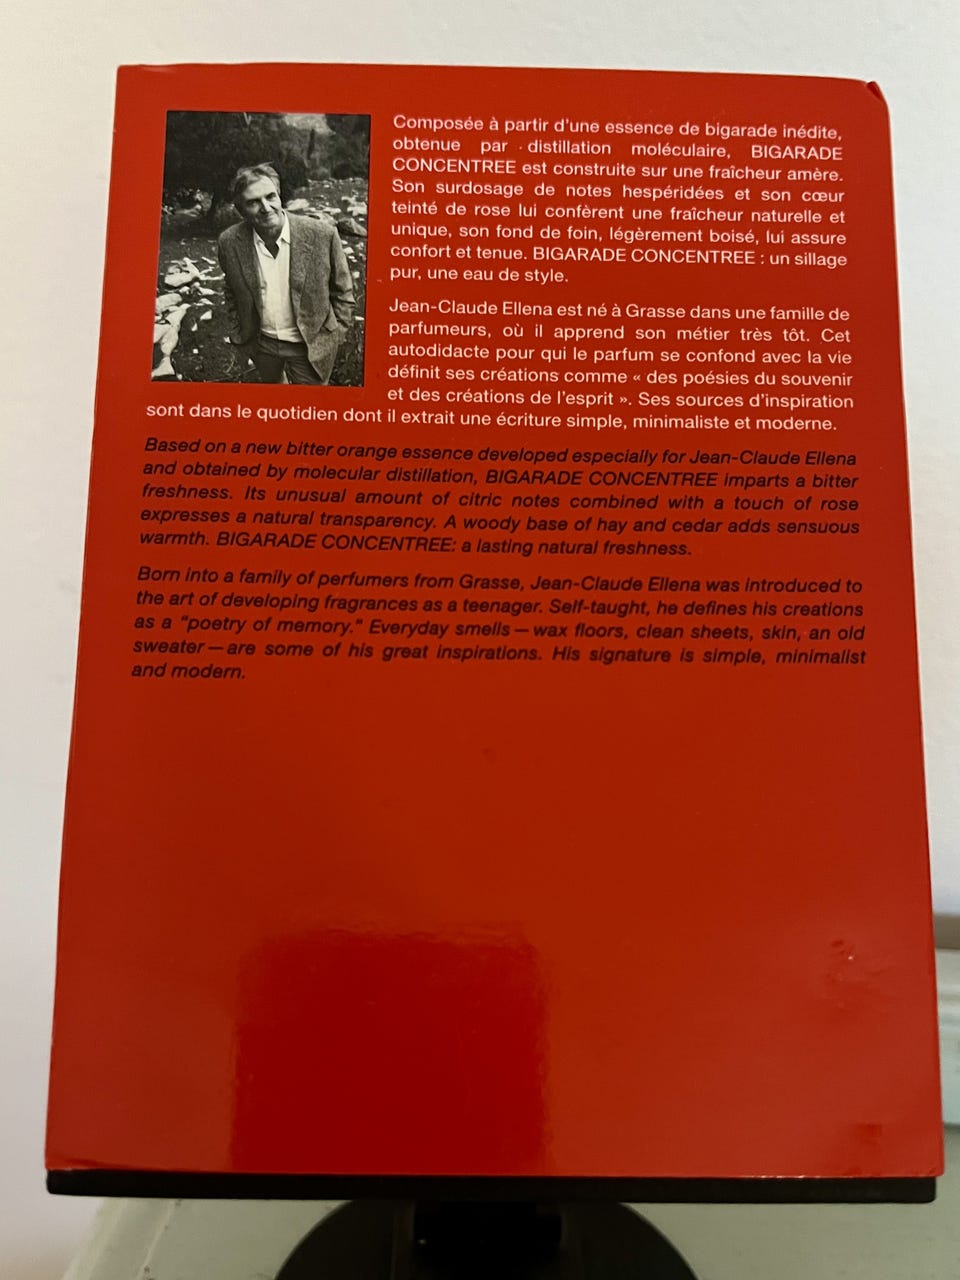 Composée à partir d'une essence de bigarade inédite,
obtenue par distillation moléculaire, BIGARADE
CONCENTREE est construite sur une fraîcheur amère.
Son surdosage de notes hespéridées et son cœur
teinté de rose lui confèrent une fraîcheur naturelle et
unique, son fond de foin, légèrement boisé, lui assure
confort et tenue. BIGARADE CONCENTREE : un sillage
pur, une eau de style.
Jean-Claude Ellena est né à Grasse dans une famille de
parfumeurs, où il apprend son métier très tôt. Cet
autodidacte pour qui le parfum se confond avec la vie
définit ses créations comme « des poésies du souvenir
et des créations de l'esprit ». Ses sources d'inspiration
sont dans le quotidien dont il extrait une écriture simple, minimaliste et moderne.
Based on a new bitter orange essence developed especially for Jean-Claude Ellena
and obtained by molecular distillation, BIGARADE CONCENTREE imparts a bitter
freshness. Its unusual amount of citric notes combined with a touch of rose
expresses a natural transparency. A woody base of hay and cedar adds sensuous
warmth. BIGARADE CONCENTREE: a lasting natural freshness.
Born into a family of perfumers from Grasse, Jean-Claude Ellena was introduced to
the art of developing fragrances as a teenager. Self-taught, he defines his creations
as a "poetry of memory." Everyday smells — wax floors, clean sheets, skin, an old
sweater — are some of his great inspirations. His signature is simple, minimalist
and modern.